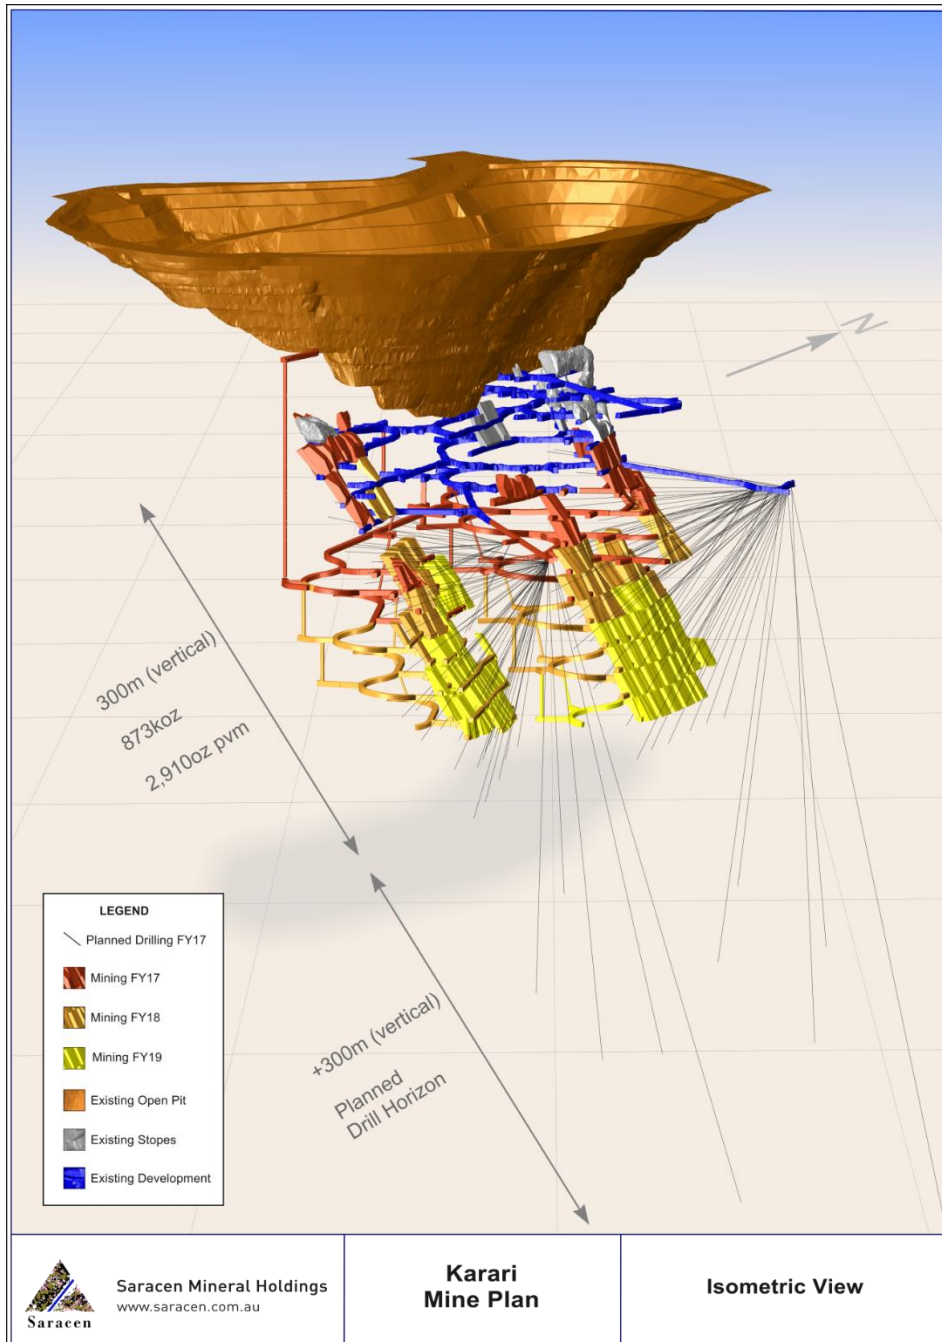 N
300m (vertical)
873koz
2,910oz pvm
+300m (vertical)
Planned
Drill Horizon
LEGEND
Planned Drilling FY17
Mining FY17
Mining FY18
Mining FY19
Existing Open Pit
Existing Stopes
Existing Development
Saracen
Saracen Mineral Holdings
www.saracen.com.au
Karari
Mine Plan
Isometric View